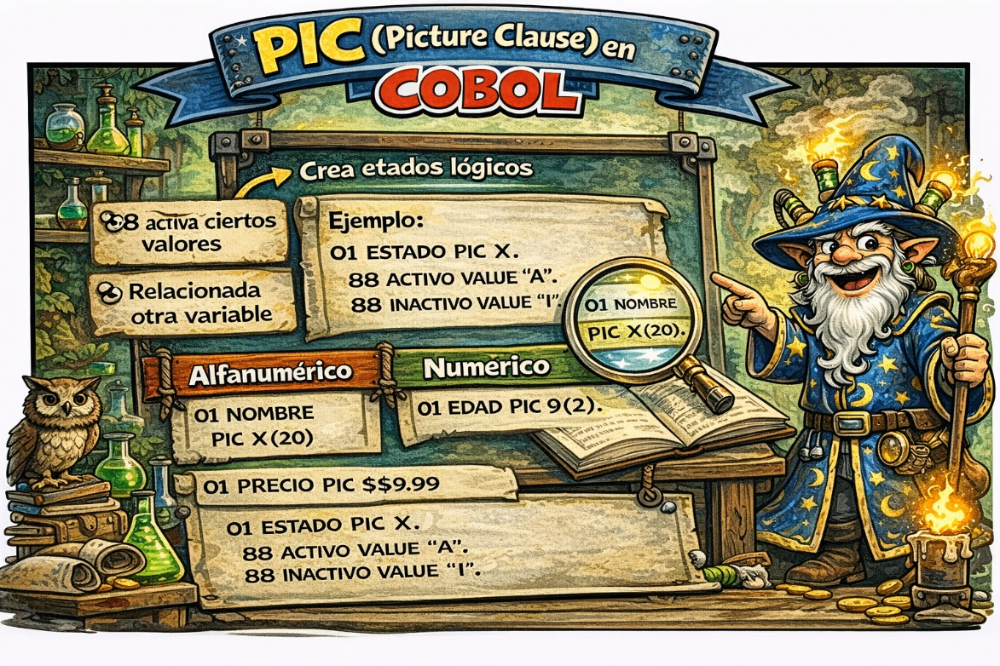 PIC (Picture Clause) en
COBOL
Crea etados lógicos
88 activa ciertos
valores
Relacionada
otra variable
Ejemplo:
01 ESTADO PIC X.
88 ACTIVO VALUE “A”.
88 INACTIVO VALUE “I”.
01 NOMBRE
PIC X(20).
Alfanumérico
Numérico
01 NOMBRE
PIC X(20)
01 EDAD PIC 9(2).
01 PRECIO PIC $$9.99
01 ESTADO PIC X.
88 ACTIVO VALUE “A”.
88 INACTIVO VALUE “I”.